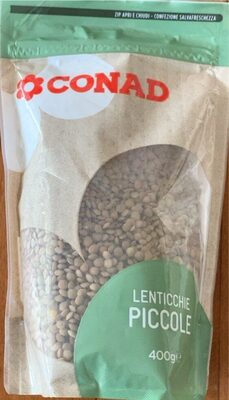 ZIP APRI E CHIUDI - CONFEZIONE SALVAFRESCHEZZA
CONAD
LENTICCHIE
PICCOLE
400g℮